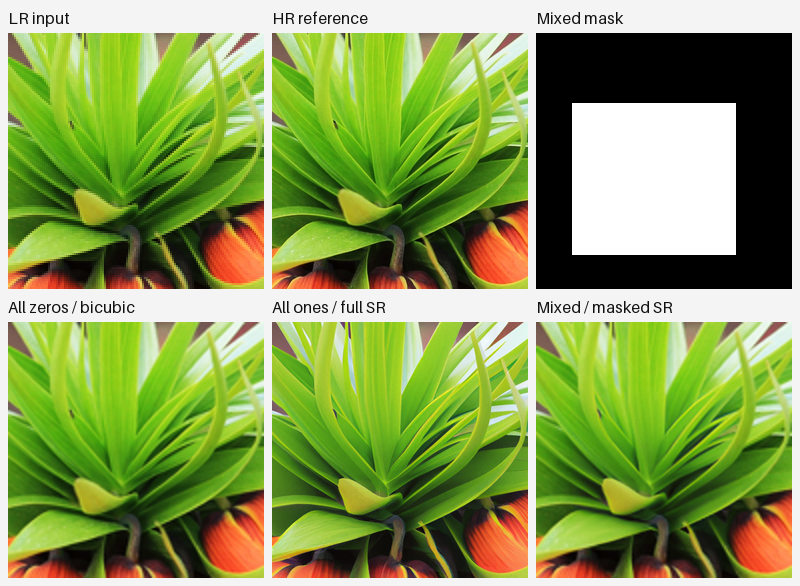 LR input
HR reference
Mixed mask
All zeros / bicubic
All ones / full SR
Mixed / masked SR